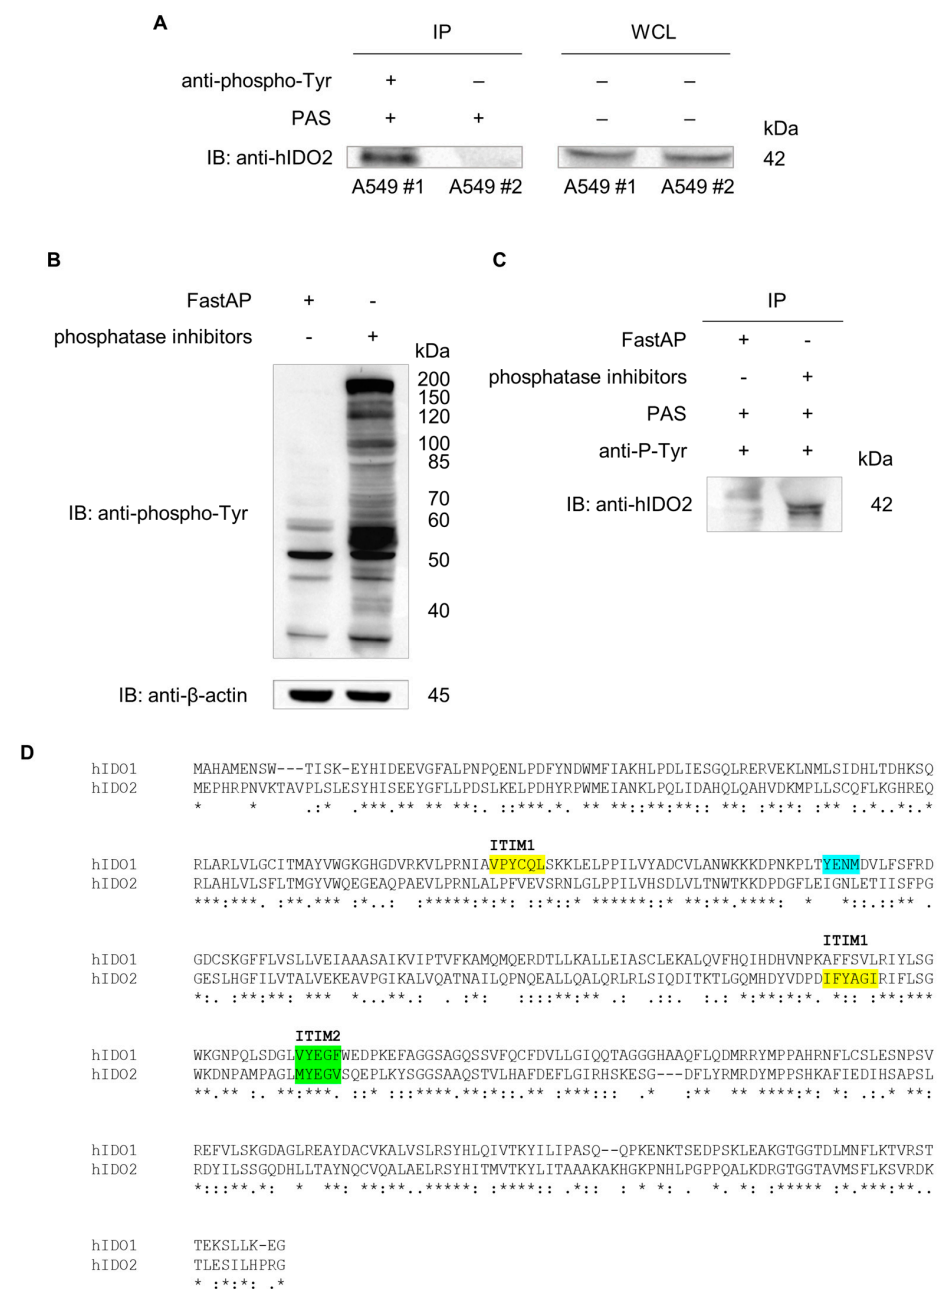 A
IP WCL
anti-phospho-Tyr + – – –
PAS + + – –
kDa
IB: anti-hIDO2 42
A549 #1 A549 #2 A549 #1 A549 #2
B
FastAP + -
phosphatase inhibitors - +
kDa
200
150
120
100
85
70
60
IB: anti-phospho-Tyr
50
40
IB: anti-β-actin 45
C
IP
FastAP + -
phosphatase inhibitors - +
PAS + +
anti-P-Tyr + +
kDa
IB: anti-hIDO2 42
D
hIDO1 MAHAMENSW---TISK-EYHIDEEVGFALPNPQENLPDFYNDWMFIAKHLPDLIESGQLRERVEKLNMLSIDHLTDHKSQ
hIDO2 MEPHRPNVKTAVPLSLESYHISEEYGFLLPDSLKELPDHYRPWMEIANKLPQLIDAHQLQAHVDKMPLLSCQFLKGHREQ
ITIM1
hIDO1 RLARLVLGCITMAYVWGKGHGDVRKVLPRNIAVPYCQLSKKLELPPILVYADCVLANWKKKDPNKPLTYENMDVLFSFRD
hIDO2 RLAHLVLSFLTMGYVWQEGEAQPAEVLPRNLALPFVEVSRNLGLPPILVHSDLVLTNWTKKDPDGFLEIGNLETIISFPG
ITIM1
hIDO1 GDCSKGFFLVSLLVEIAAASAIKVIPTVFKAMQMQERDTLLKALLEIASCLEKALQVFHQIHDHVNPKAFFSVLRIYLSG
hIDO2 GESLHGFILVTALVEKEAVPGIKALVQATNAILQPNQEALLQALQRLRLSIQDITKTLGQMHDYVDPDIFYAGIRIFLSG
ITIM2
hIDO1 WKGNPQLSDGLVYEGFWEDPKEFAGGSAGQSSVFQCFDVLLGIQQTAGGGHAAQFLQDMRRYMPPAHRNFLCSLESNPSV
hIDO2 WKDNPAMPAGLMYEGVSQEPLKYSGGSAAQSTVLHAFDEFLGIRHSKESG---DFLYRMRDYMPPSHKAFIEDIHSAPSL
hIDO1 REFVLSKGDAGLREAYDACVKALVSLRSYHLQIVTKYILIPASQ--QPKENKTSEDPSKLEAKGTGGTDLMNFLKTVRST
hIDO2 RDYILSSGQDHLLTAYNQCVQALAELRSYHITMVTKYLITAAAKAKHGKPNHLPGPPQALKDRGTGGTAVMSFLKSVRDK
hIDO1 TEKSLLK-EG
hIDO2 TLESILHPRG
* :*:*: .*